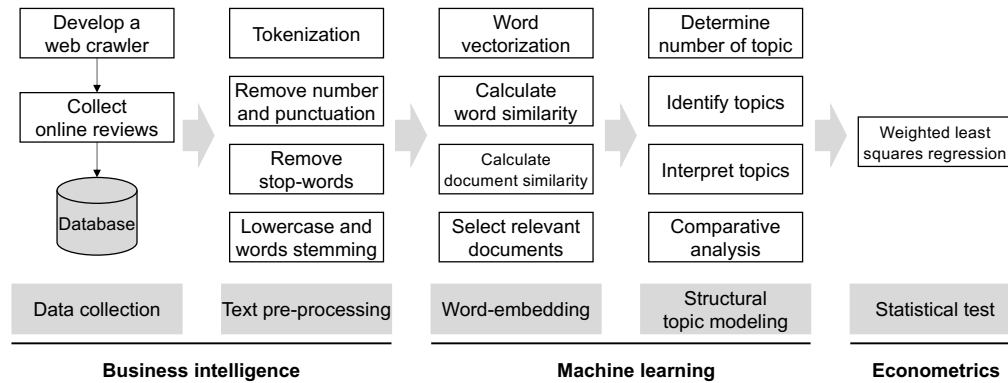 Develop a
web crawler
Collect
online reviews
Database
Data collection
Tokenization
Remove number
and punctuation
Remove
stop-words
Lowercase and
words stemming
Text pre-processing
Business intelligence
Word
vectorization
Calculate
word similarity
Calculate
document similarity
Select relevant
documents
Word-embedding
Determine
number of topic
Identify topics
Interpret topics
Comparative
analysis
Structural
topic modeling
Machine learning
Weighted least
squares regression
Statistical test
Econometrics